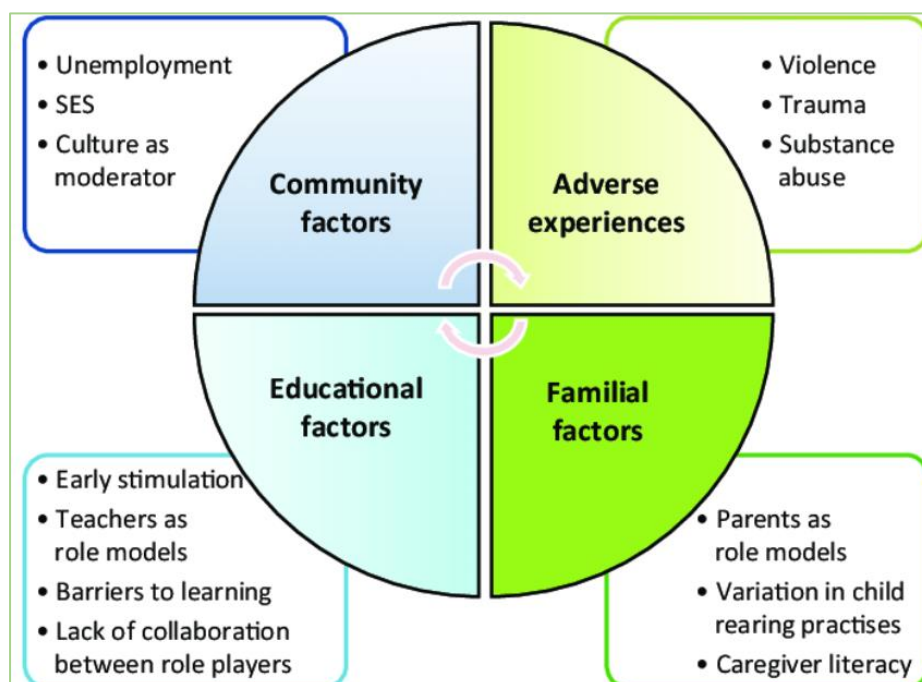 • Unemployment
• SES
• Culture as
moderator
Community
factors
Adverse
experiences
• Violence
• Trauma
• Substance
abuse
Educational
factors
Familial
factors
• Early stimulation
• Teachers as
role models
• Barriers to learning
• Lack of collaboration
between role players
• Parents as
role models
• Variation in child
rearing practises
• Caregiver literacy